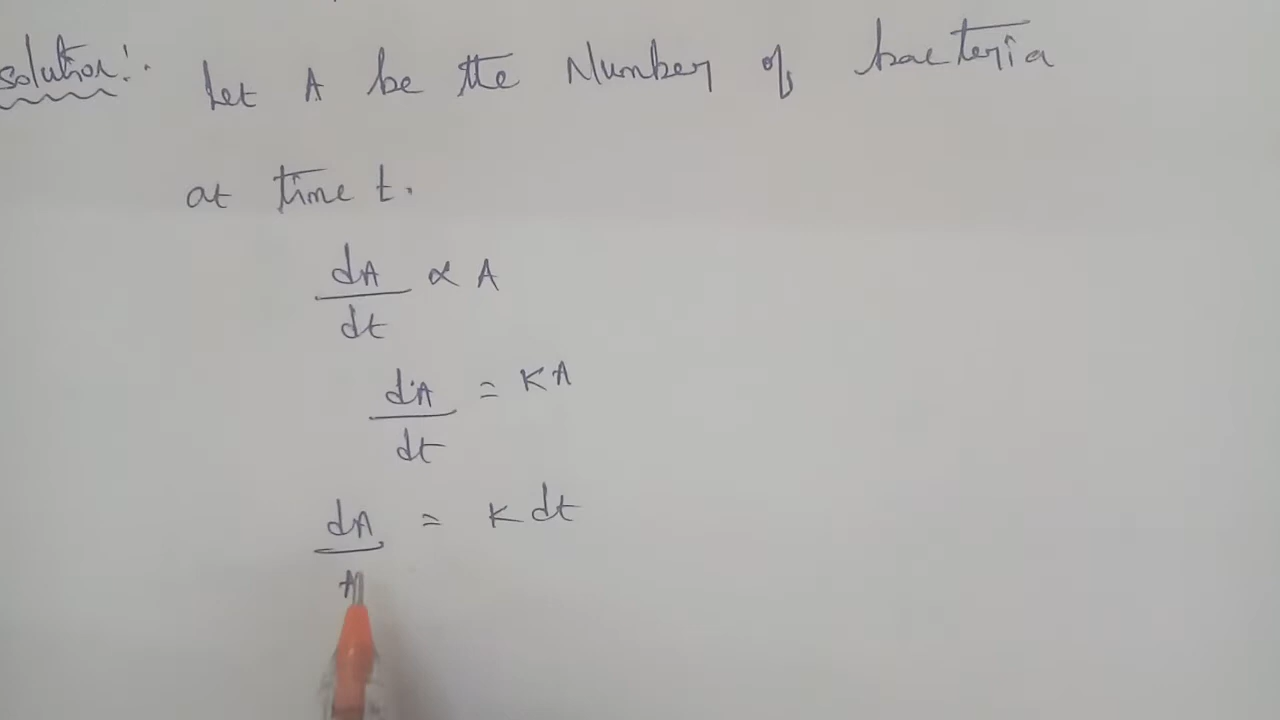 solution:-
Let A be the Number of bacteria
at time t.
dA/dt ∝ A
dA/dt = KA
dA/A = K dt